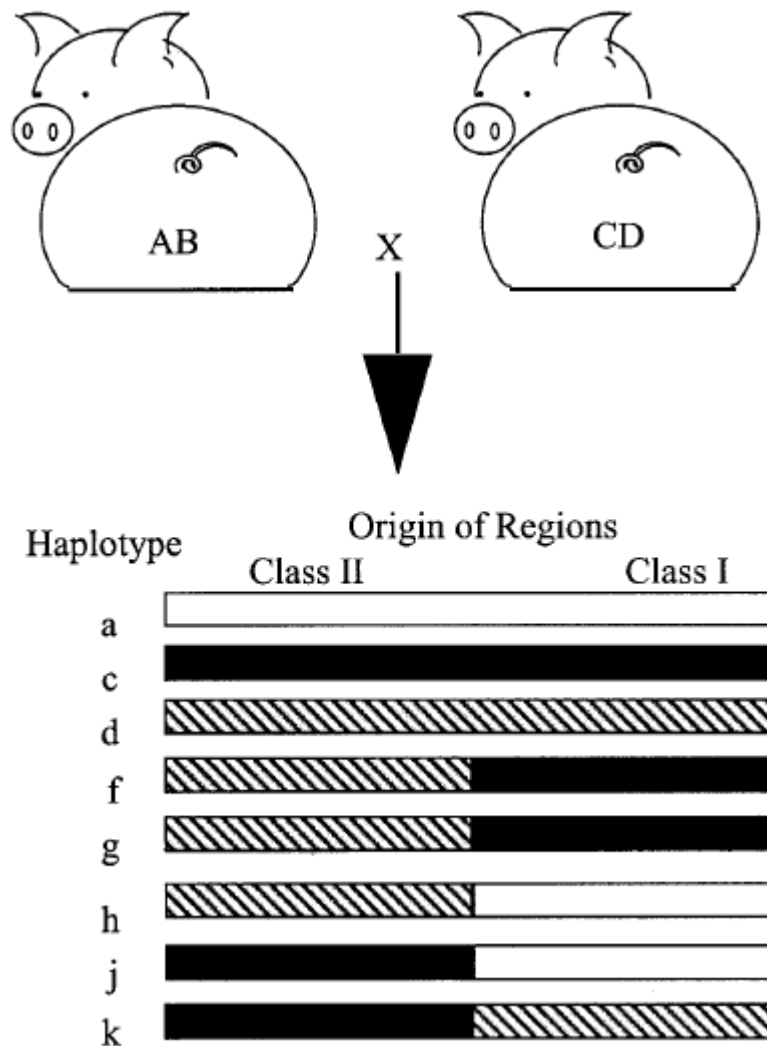 AB
X
CD
Haplotype
Origin of Regions
Class II
Class I
a
c
d
f
g
h
j
k